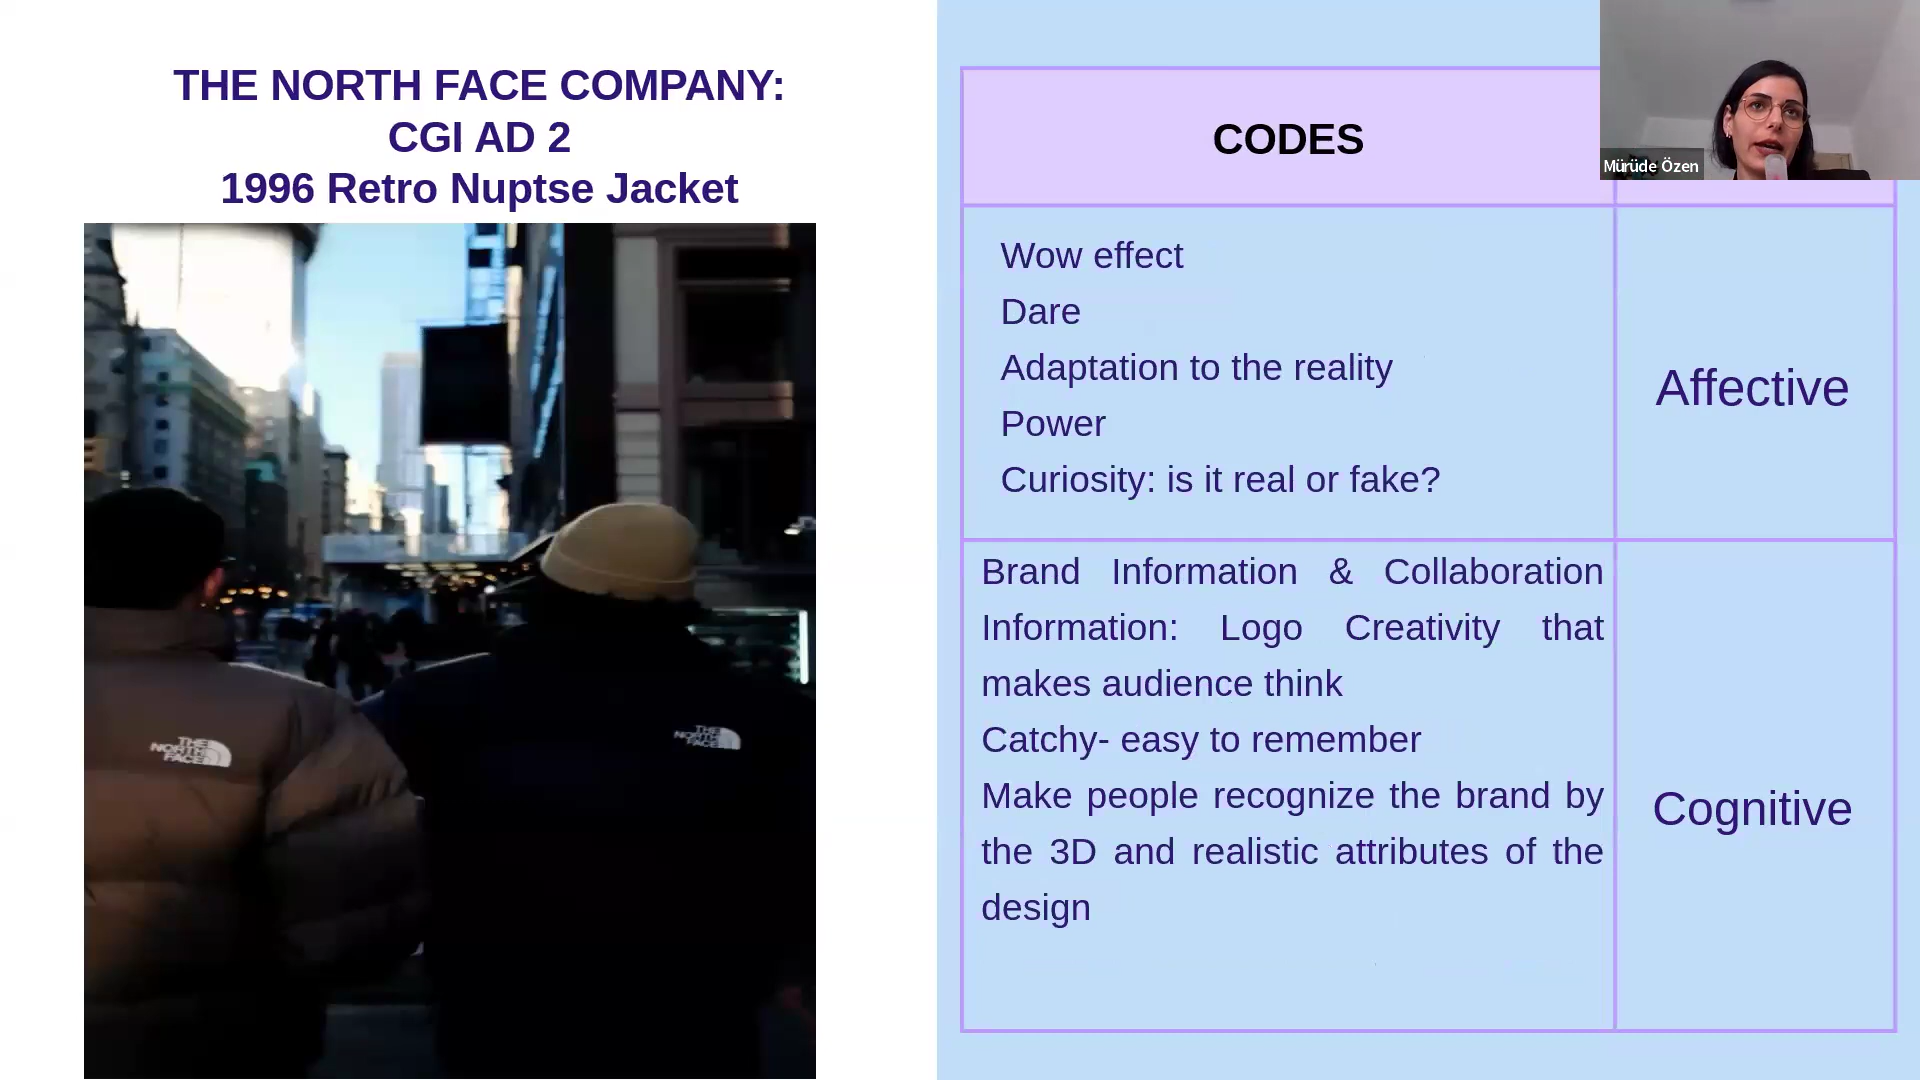 THE NORTH FACE COMPANY:
CGI AD 2
1996 Retro Nuptse Jacket
THE
NORTH
FACE
THE
NORTH
FACE
CODES
Mürüde Özen
Wow effect
Dare
Adaptation to the reality
Power
Curiosity: is it real or fake?
Affective
Brand Information & Collaboration
Information: Logo Creativity that
makes audience think
Catchy- easy to remember
Make people recognize the brand by
the 3D and realistic attributes of the
design
Cognitive